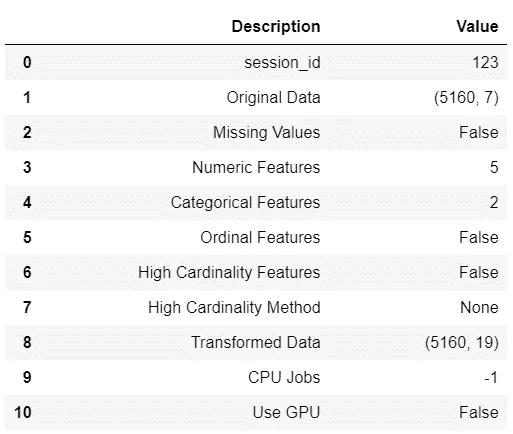 Description Value
0 session_id 123
1 Original Data (5160, 7)
2 Missing Values False
3 Numeric Features 5
4 Categorical Features 2
5 Ordinal Features False
6 High Cardinality Features False
7 High Cardinality Method None
8 Transformed Data (5160, 19)
9 CPU Jobs -1
10 Use GPU False